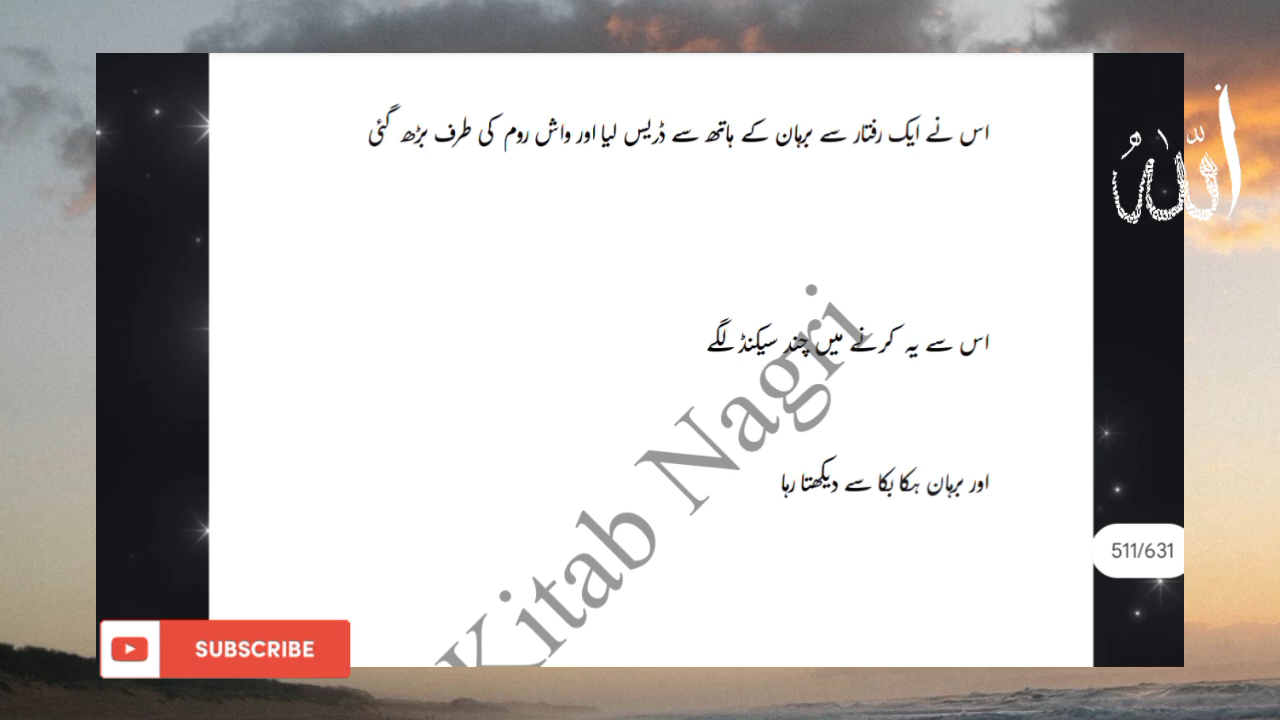 اس نے ایک رفتار سے برہان کے ہاتھ سے ڈریس لیا اور واش روم کی طرف بڑھ گئی
اللّٰهُ
اس سے یہ کرنے میں چند سیکنڈ لگے
Kitab Nagri
اور برہان ہکا بکا سے دیکھتا رہا
511/631
SUBSCRIBE